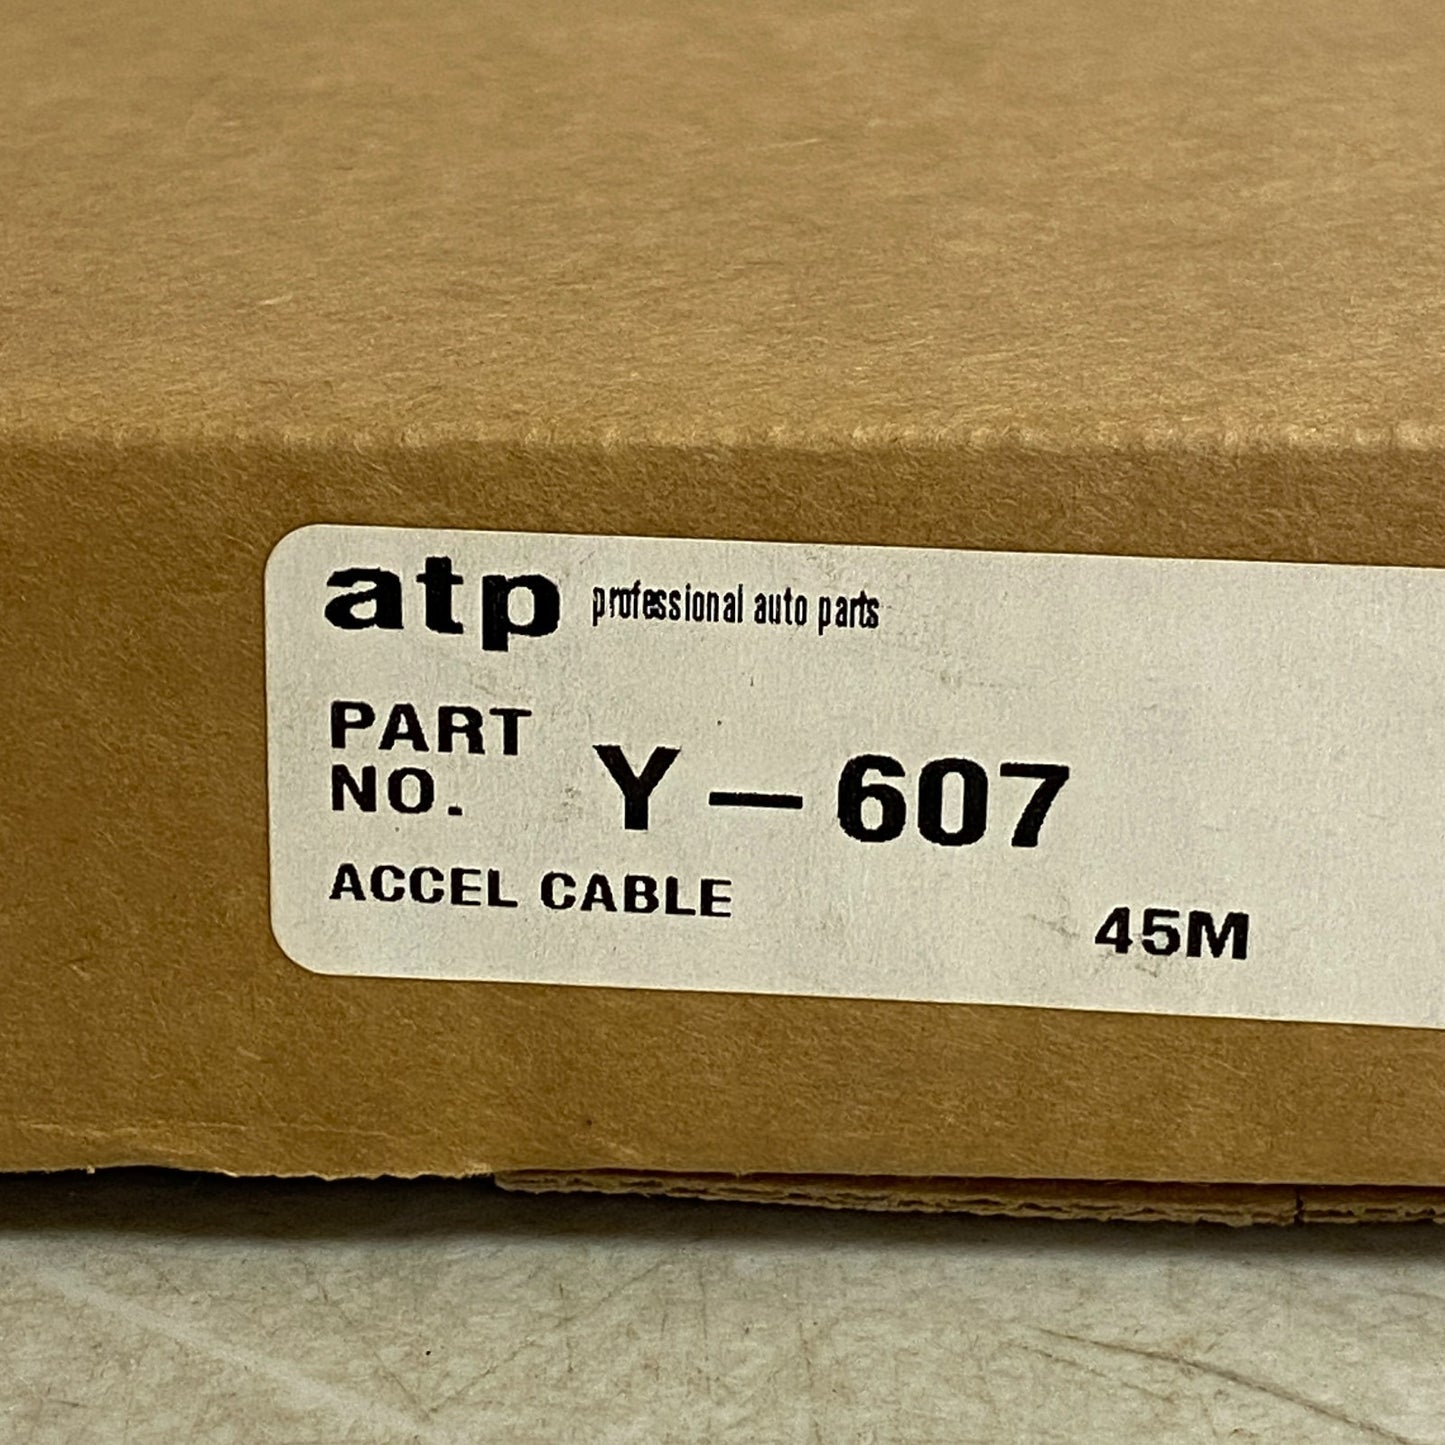 atp professional auto parts
PART
NO. Y-607
ACCEL CABLE
45M